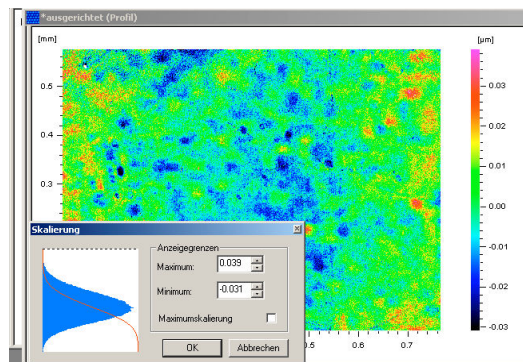 *ausgerichtet (Profil)
[mm]
[µm]
0.5
0.4
0.3
0.03
0.02
0.01
0.00
-0.01
-0.02
-0.03
Skalierung
Anzeigegrenzen
Maximum:
0.039
Minimum:
-0.031
Maximumskalierung
OK
Abbrechen
0.5
0.6
0.7